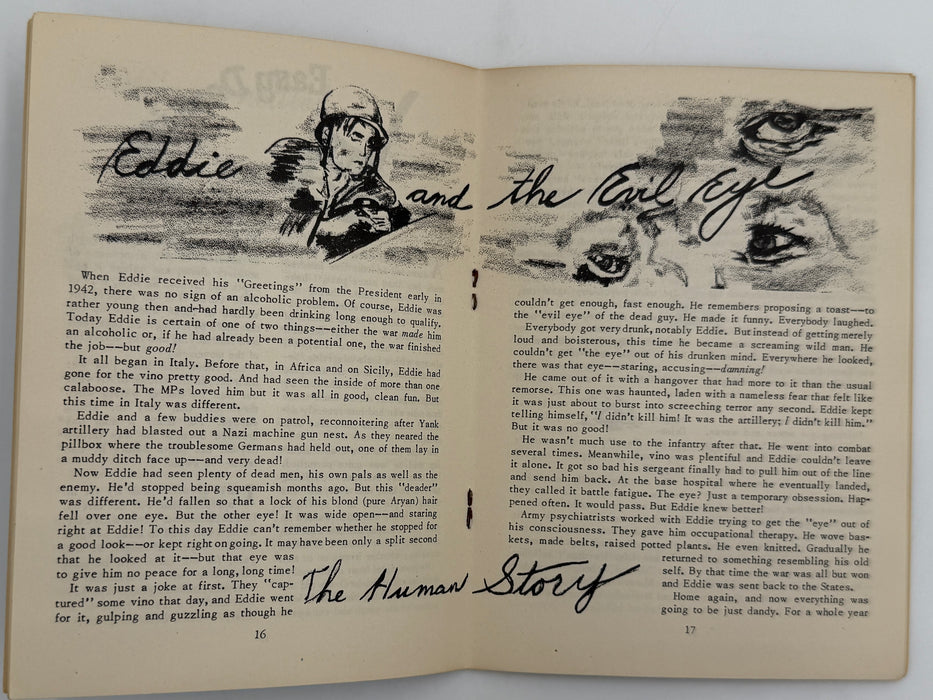 Eddie and the Evil Eye
When Eddie received his "Greetings" from the President early in
1942, there was no sign of an alcoholic problem. Of course, Eddie was
rather young then and had hardly been drinking long enough to qualify.
Today Eddie is certain of one of two things--either the war made him
an alcoholic or, if he had already been a potential one, the war finished
the job--but good!
It all began in Italy. Before that, in Africa and on Sicily, Eddie had
gone for the vino pretty good. And had seen the inside of more than one
calaboose. The MPs loved him but it was all in good, clean fun. But
this time in Italy was different.
Eddie and a few buddies were on patrol, reconnoitering after Yank
artillery had blasted out a Nazi machine gun nest. As they neared the
pillbox where the troublesome Germans had held out, one of them lay in
a muddy ditch face up--and very dead!
Now Eddie had seen plenty of dead men, his own pals as well as the
enemy. He'd stopped being squeamish months ago. But this "deader"
was different. He'd fallen so that a lock of his blond (pure Aryan) hair
fell over one eye. But the other eye! It was wide open--and staring
right at Eddie! To this day Eddie can't remember whether he stopped for
a good look--or kept right on going. It may have been only a split second
that he looked at it--but that eye was
to give him no peace for a long, long time!
It was just a joke at first. They "cap-
tured" some vino that day, and Eddie went
for it, gulping and guzzling as though he
16
The Human Story
couldn't get enough, fast enough. He remembers proposing a toast--to
the "evil eye" of the dead guy. He made it funny. Everybody laughed.
Everybody got very drunk, notably Eddie. But instead of getting merely
loud and boisterous, this time he became a screaming wild man. He
couldn't get "the eye" out of his drunken mind. Everywhere he looked,
there was that eye--staring, accusing--damning!
He came out of it with a hangover that had more to it than the usual
remorse. This one was haunted, laden with a nameless fear that felt like
it was just about to burst into screeching terror any second. Eddie kept
telling himself, "I didn't kill him! It was the artillery; I didn't kill him."
But it was no good!
He wasn't much use to the infantry after that. He went into combat
several times. Meanwhile, vino was plentiful and Eddie couldn't leave
it alone. It got so bad his sergeant finally had to pull him out of the line
and send him back. At the base hospital where he eventually landed,
they called it battle fatigue. The eye? Just a temporary obsession. Hap-
pened often. It would pass. But Eddie knew better!
Army psychiatrists worked with Eddie trying to get the "eye" out of
his consciousness. They gave him occupational therapy. He wove bas-
kets, made belts, raised potted plants. He even knitted. Gradually he
returned to something resembling his old
self. By that time the war was all but won
and Eddie was sent back to the States.
Home again, and now everything was
going to be just dandy. For a whole year
17